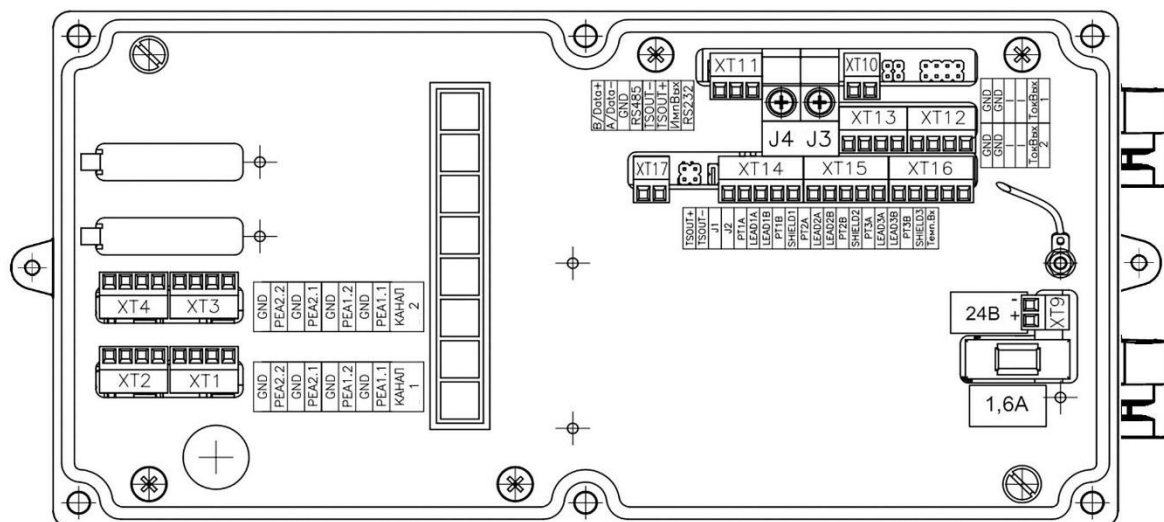 XT11
XT10
B/Data+
A/Data-
GND
RS485
TSOUT-
TSOUT+
ИмпВых
RS232
J4
J3
XT13
XT12
GND
GND
I
I
ТокВых
1
GND
GND
I
I
ТокВых
2
XT17
XT14
XT15
XT16
TSOUT+
TSOUT-
J1
J2
PT1A
LEAD1A
LEAD1B
PT1B
SHIELD1
PT2A
LEAD2A
LEAD2B
PT2B
SHIELD2
PT3A
LEAD3A
LEAD3B
PT3B
SHIELD3
Темп.Вх
XT4
XT3
GND
PEA2.2
GND
PEA2.1
GND
PEA1.2
GND
PEA1.1
КАНАЛ
2
24В
-
+
XT9
XT2
XT1
GND
PEA2.2
GND
PEA2.1
GND
PEA1.2
GND
PEA1.1
КАНАЛ
1
1,6А